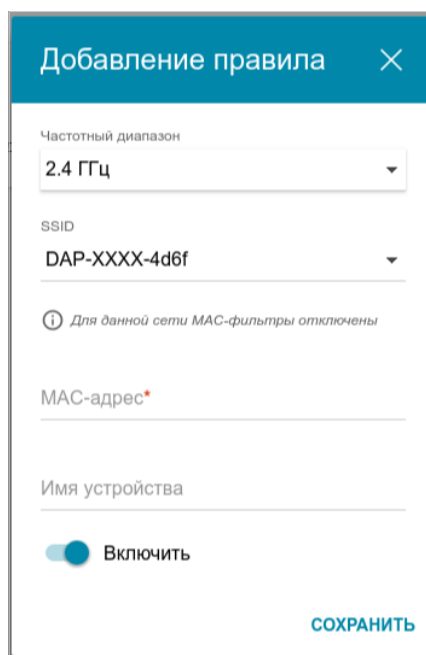 Добавление правила
Частотный диапазон
2.4 ГГц
SSID
DAP-XXXX-4d6f
Для данной сети MAC-фильтры отключены
MAC-адрес*
Имя устройства
Включить
СОХРАНИТЬ